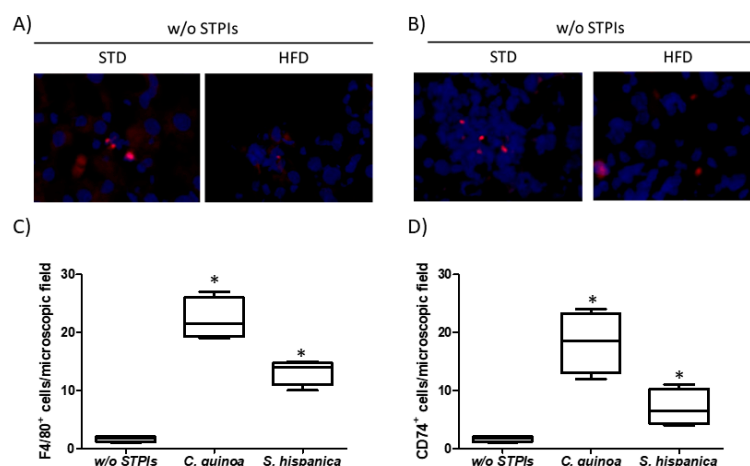 A)
w/o STPIs
STD HFD
B)
w/o STPIs
STD HFD
C)
F4/80⁺ cells/microscopic field
30
20
10
0
*
*
w/o STPIs C. quinoa S. hispanica
D)
CD74⁺ cells/microscopic field
30
20
10
0
*
*
w/o STPIs C. quinoa S. hispanica